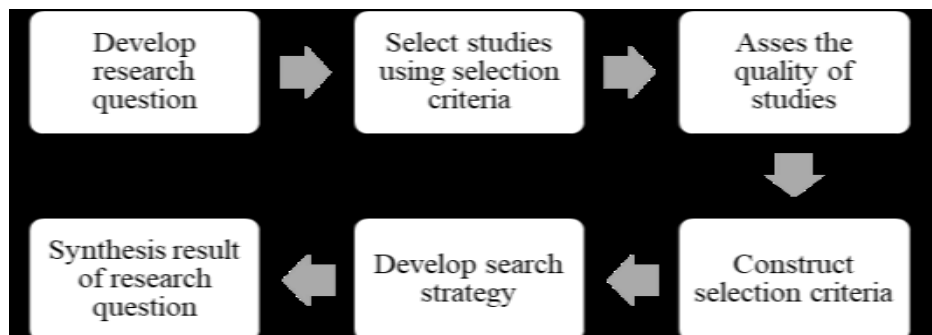 Develop
research
question
Select studies
using selection
criteria
Asses the
quality of
studies
Construct
selection criteria
Develop search
strategy
Synthesis result
of research
question